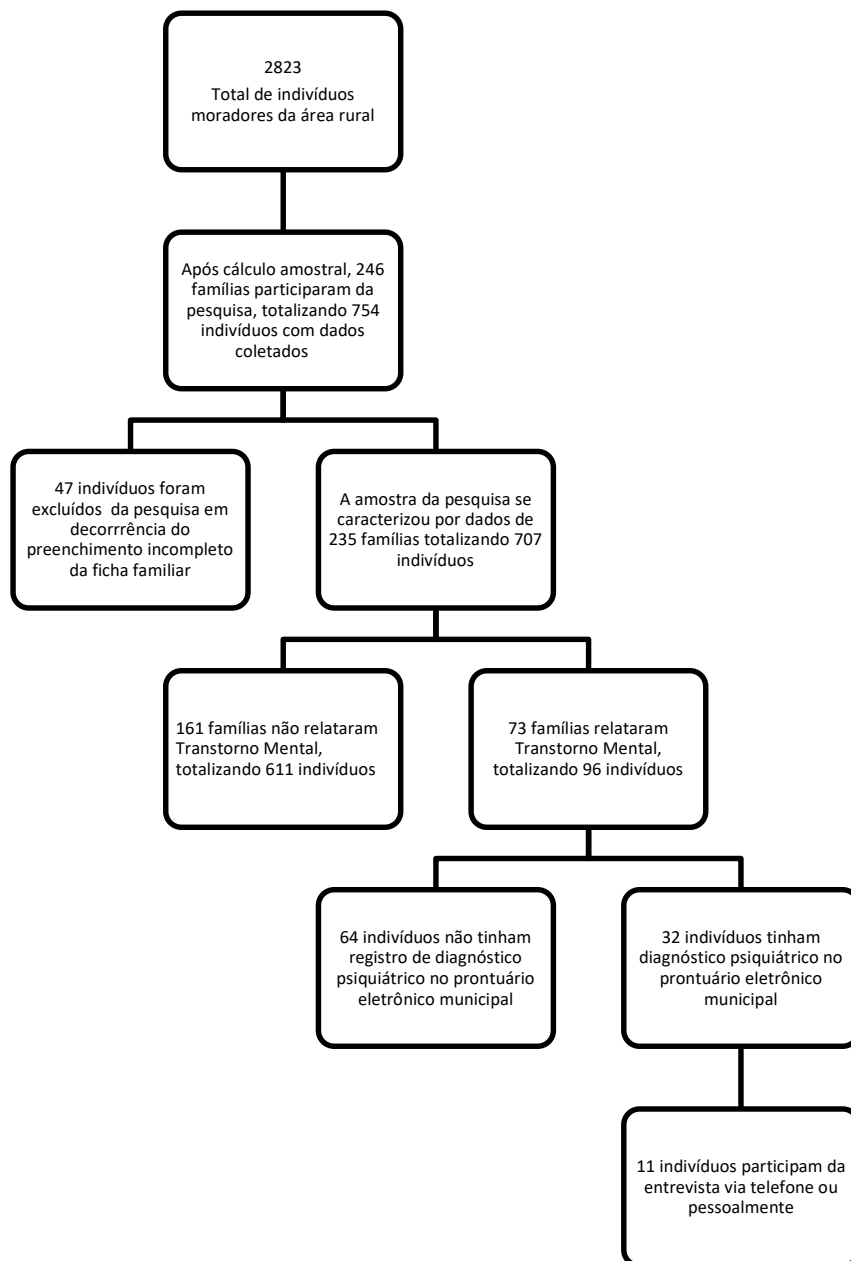 2823
Total de indivíduos
moradores da área rural
Após cálculo amostral, 246
famílias participaram da
pesquisa, totalizando 754
indivíduos com dados
coletados
47 indivíduos foram
excluídos da pesquisa em
decorrrência do
preenchimento incompleto
da ficha familiar
A amostra da pesquisa se
caracterizou por dados de
235 famílias totalizando 707
indivíduos
161 famílias não relataram
Transtorno Mental,
totalizando 611 indivíduos
73 famílias relataram
Transtorno Mental,
totalizando 96 indivíduos
64 indivíduos não tinham
registro de diagnóstico
psiquiátrico no prontuário
eletrônico municipal
32 indivíduos tinham
diagnóstico psiquiátrico no
prontuário eletrônico
municipal
11 indivíduos participam da
entrevista via telefone ou
pessoalmente